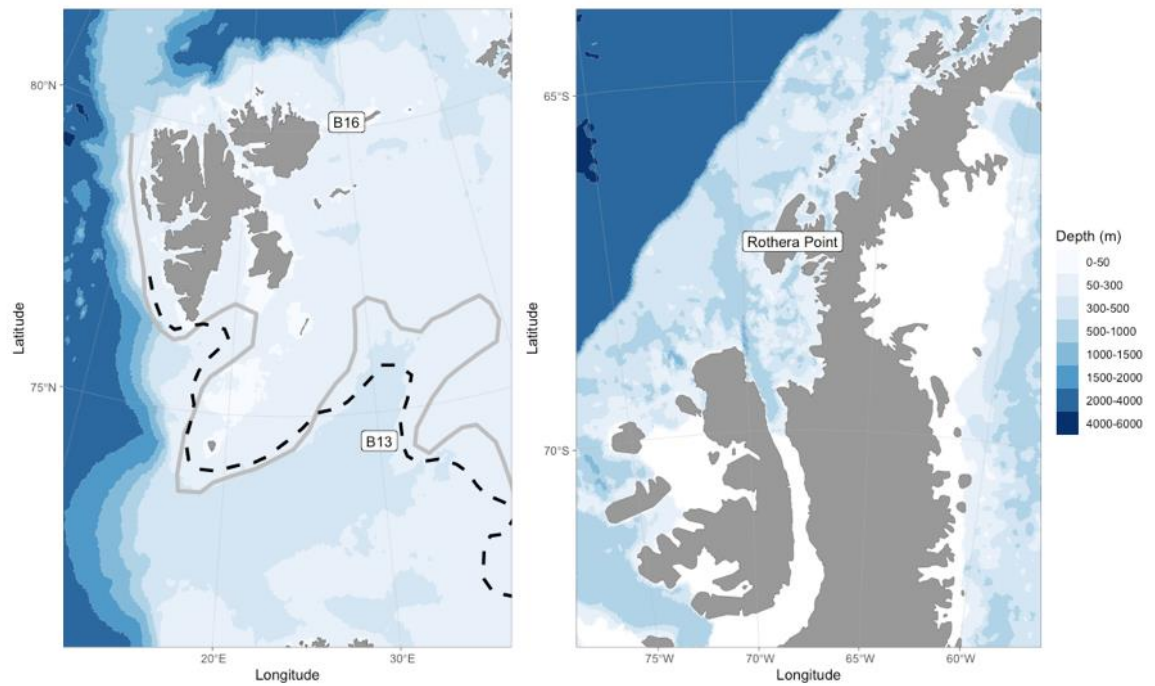 80°N
B16
Latitude
75°N
B13
20°E
30°E
Longitude
65°S
Rothera Point
Latitude
70°S
75°W
70°W
65°W
60°W
Longitude
Depth (m)
0-50
50-300
300-500
500-1000
1000-1500
1500-2000
2000-4000
4000-6000